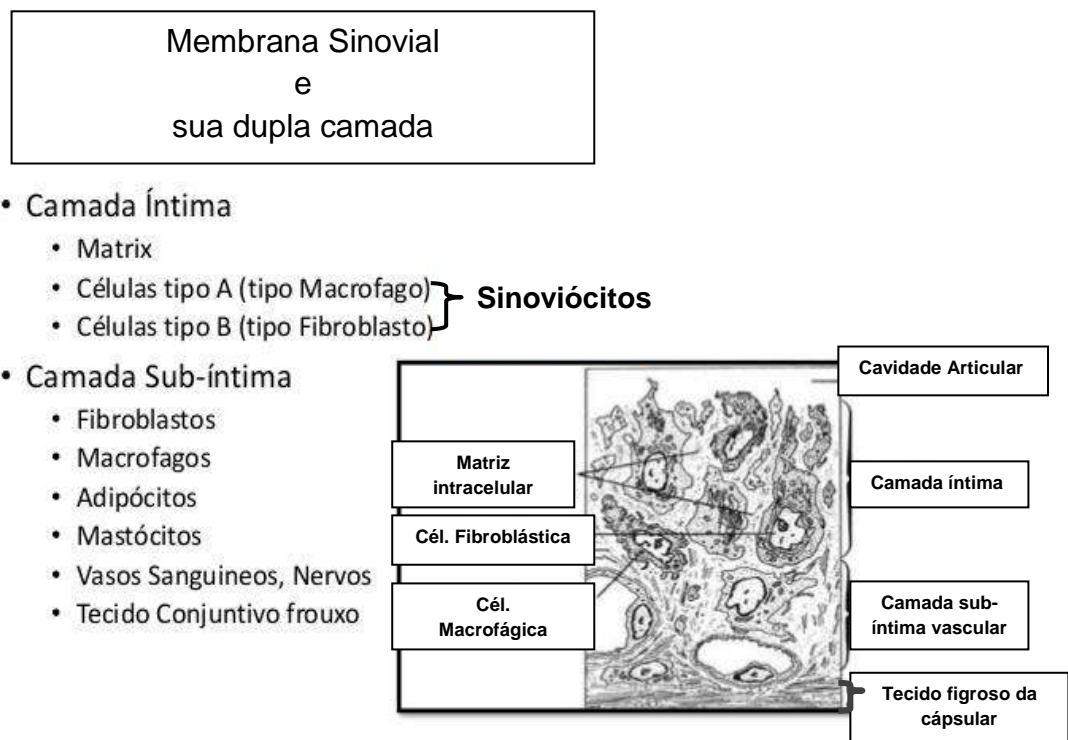 Membrana Sinovial
e
sua dupla camada
• Camada Íntima
• Matrix
• Células tipo A (tipo Macrofago)
• Células tipo B (tipo Fibroblasto)
Sinoviócitos
• Camada Sub-íntima
• Fibroblastos
• Macrofagos
• Adipócitos
• Mastócitos
• Vasos Sanguineos, Nervos
• Tecido Conjuntivo frouxo
Matriz
intracelular
Cél. Fibroblástica
Cél.
Macrofágica
Cavidade Articular
Camada íntima
Camada sub-
íntima vascular
Tecido figroso da
cápsular